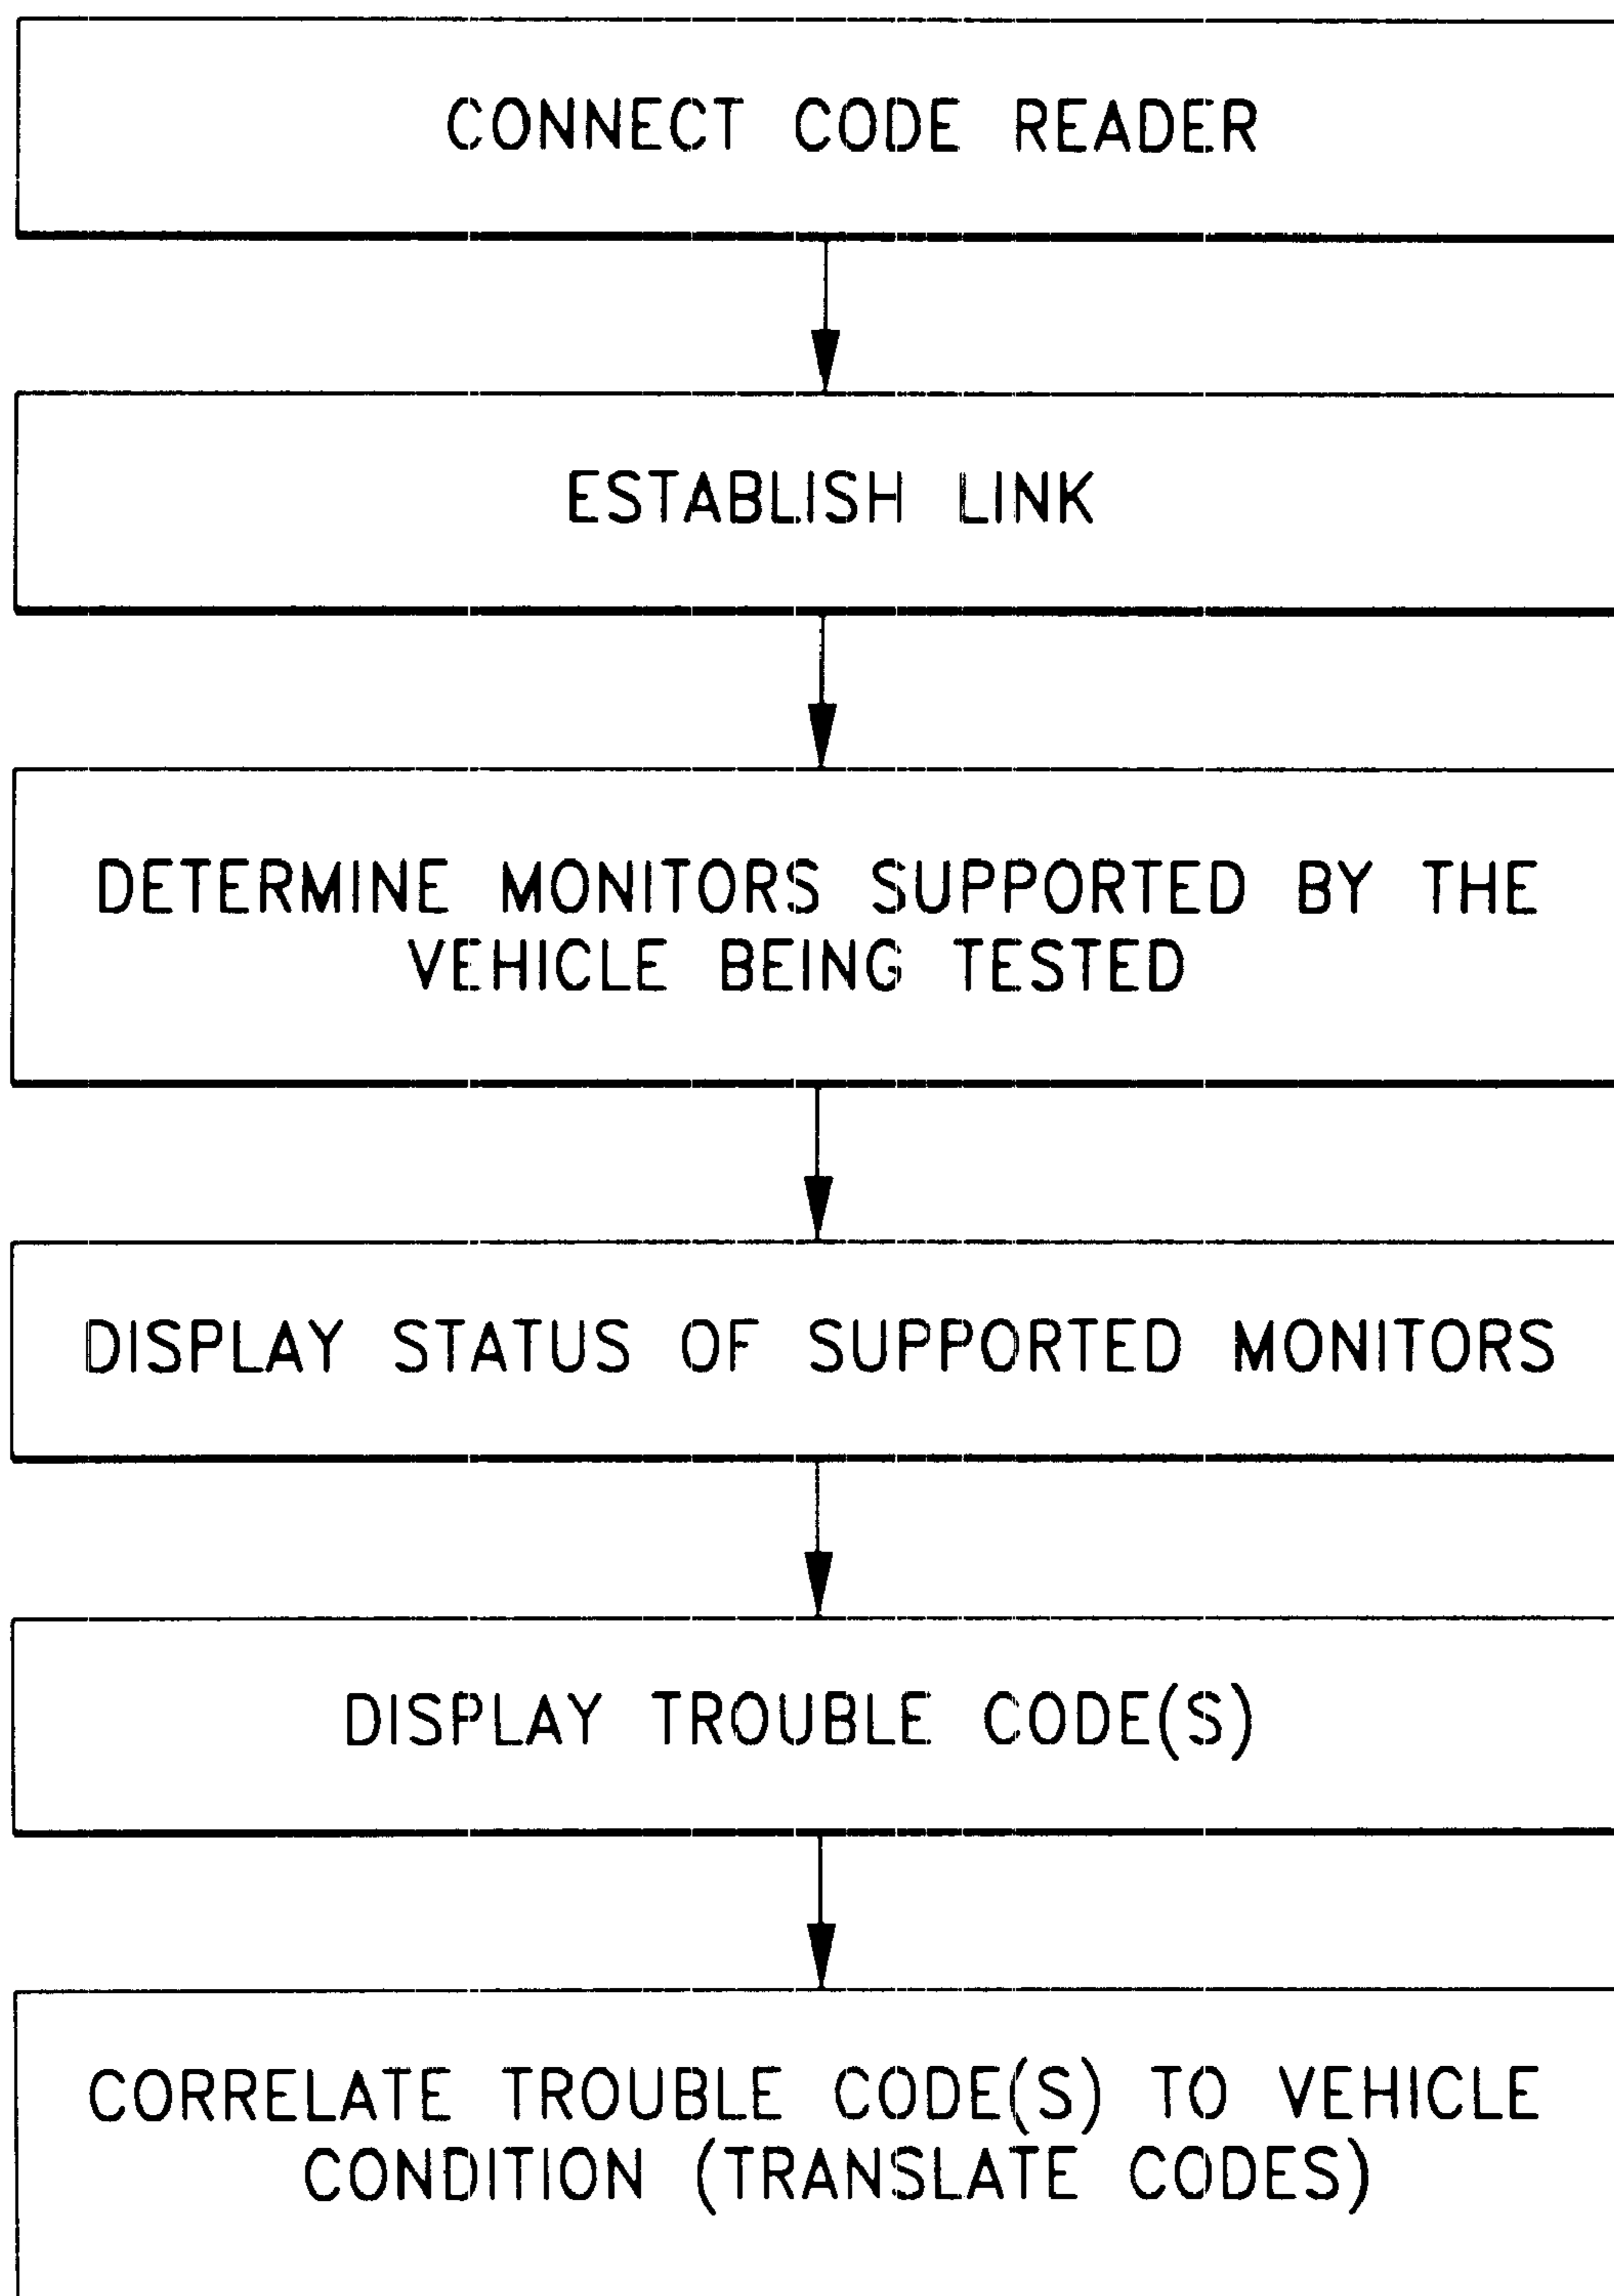 CONNECT CODE READER
ESTABLISH LINK
DETERMINE MONITORS SUPPORTED BY THE
VEHICLE BEING TESTED
DISPLAY STATUS OF SUPPORTED MONITORS
DISPLAY TROUBLE CODE(S)
CORRELATE TROUBLE CODE(S) TO VEHICLE
CONDITION (TRANSLATE CODES)